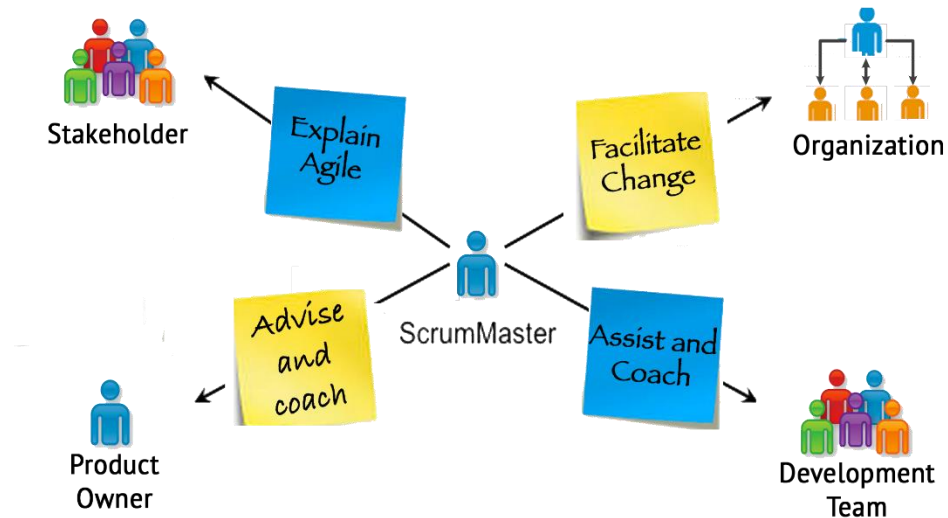 Stakeholder
Explain
Agile
Facilitate
Change
Organization
ScrumMaster
Advise
and
coach
Assist and
Coach
Product
Owner
Development
Team